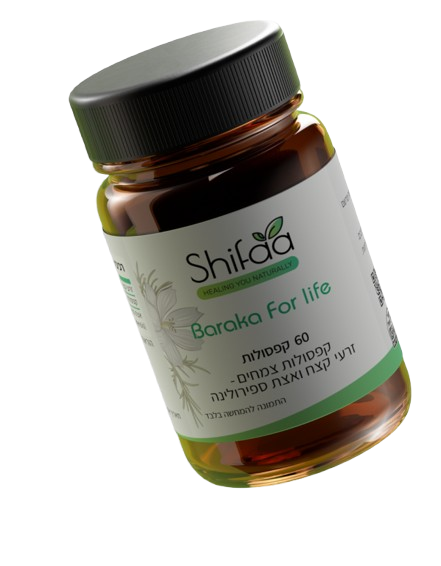 Shifaa
HEALING YOU NATURALLY
Baraka For life
60 קפסולות
קפסולות צמחים -
זרעי קצח ואצת ספירולינה
התמונה להמחשה בלבד